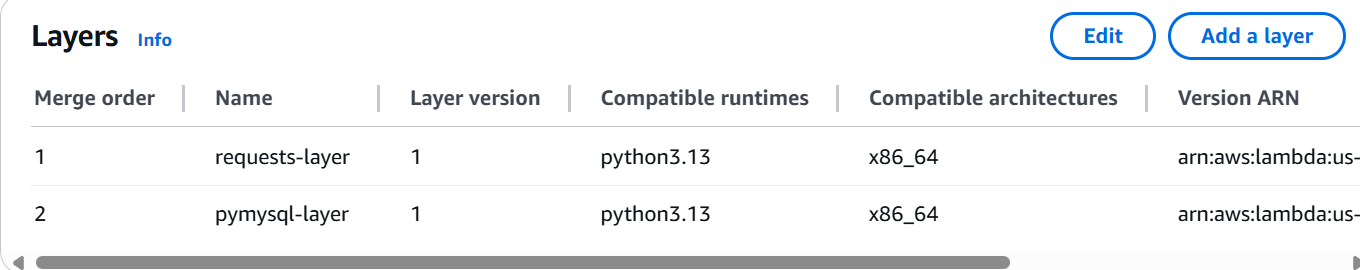 Layers Info Edit Add a layer
Merge order Name Layer version Compatible runtimes Compatible architectures Version ARN
1 requests-layer 1 python3.13 x86_64 arn:aws:lambda:us-
2 pymysql-layer 1 python3.13 x86_64 arn:aws:lambda:us-